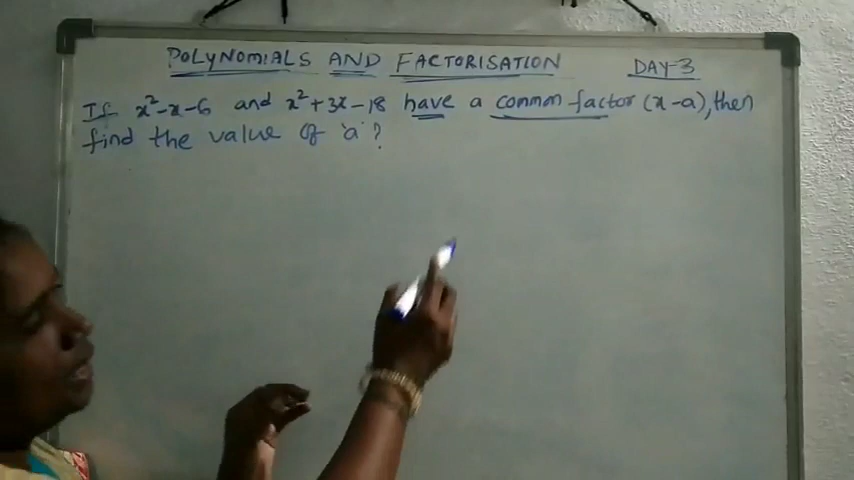 POLYNOMIALS AND FACTORISATION DAY-3
If x²-x-6 and x²+3x-18 have a common factor (x-a), then
find the value of 'a'?